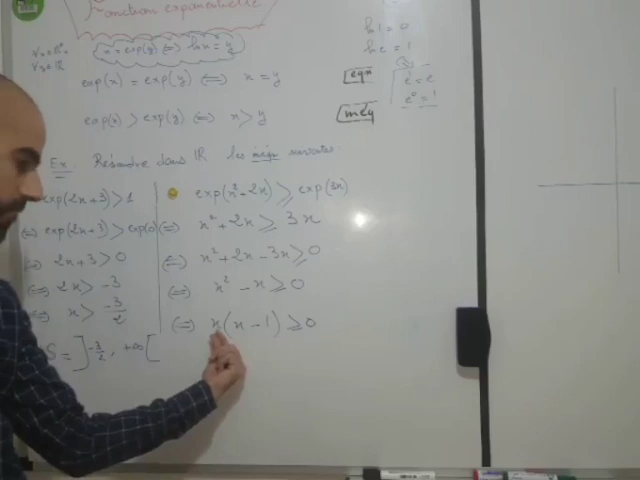 Fonction exponentielle
x = exp(y) ⟺ ln x = y
ln 1 = 0
ln e = 1
exp(x) = exp(y) ⟺ x = y
eqn
e⁰ = 1
exp(x) > exp(y) ⟺ x > y
inéq
Ex: Résoudre dans IR les inéqn suivantes:
exp(2x+3) > 1
⟺ exp(2x+3) > exp(0)
⟺ 2x+3 > 0
⟺ 2x > -3
⟺ x > -3/2
S = ]-3/2, +∞[
exp(x²+2x) ⩾ exp(3x)
⟺ x² + 2x ⩾ 3x
⟺ x² + 2x - 3x ⩾ 0
⟺ x² - x ⩾ 0
⟺ x(x - 1) ⩾ 0